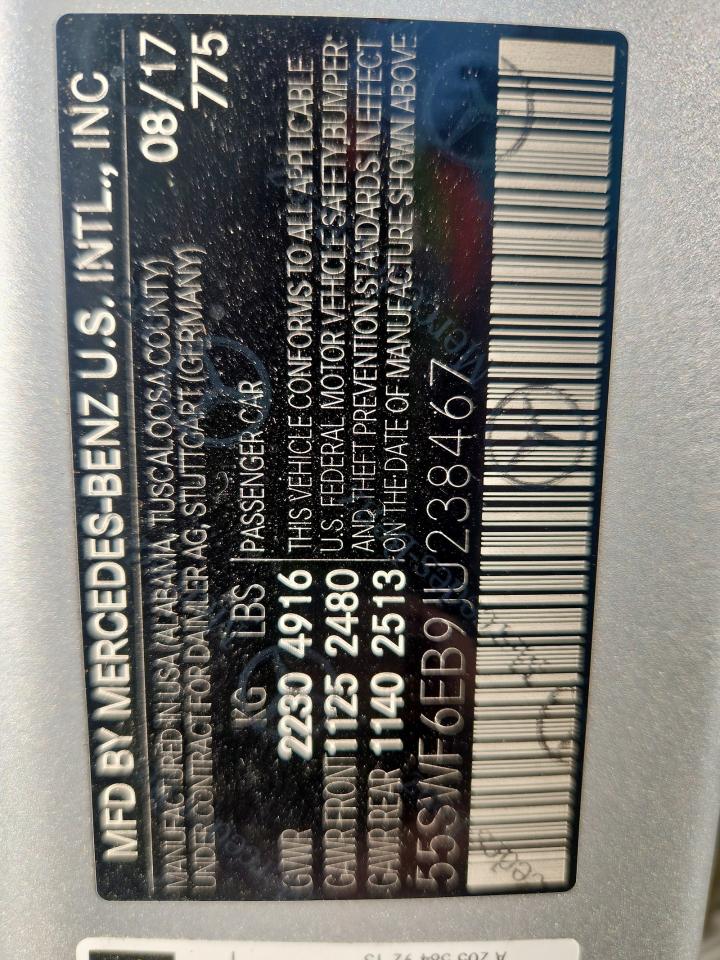 MFD BY MERCEDES-BENZ U.S. INTL., INC
MANUFACTURED IN USA (ALABAMA, TUSCALOOSA COUNTY) 08/17
UNDER CONTRACT FOR DAIMLER AG, STUTTGART (GERMANY) 775
KG LBS PASSENGER CAR
GWR 2230 4916 THIS VEHICLE CONFORMS TO ALL APPLICABLE
GAWR FRONT 1125 2480 U.S. FEDERAL MOTOR VEHICLE SAFETY, BUMPER,
GAWR REAR 1140 2513 AND THEFT PREVENTION STANDARDS IN EFFECT
ON THE DATE OF MANUFACTURE SHOWN ABOVE
55SWF6EB9JU238467